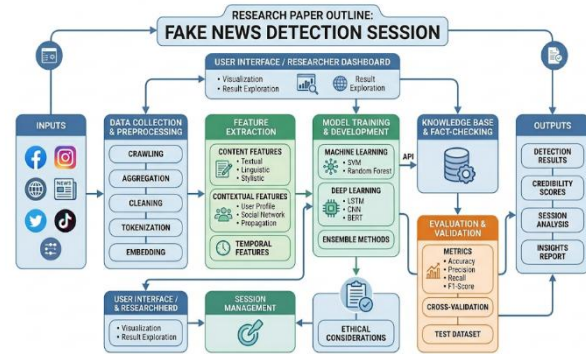 RESEARCH PAPER OUTLINE:
FAKE NEWS DETECTION SESSION
USER INTERFACE / RESEARCHER DASHBOARD
• Visualization
• Result Exploration
Result
Exploration
INPUTS
NEWS
DATA COLLECTION
& PREPROCESSING
CRAWLING
AGGREGATION
CLEANING
TOKENIZATION
EMBEDDING
FEATURE
EXTRACTION
CONTENT FEATURES
• Textual
• Linguistic
• Stylistic
CONTEXTUAL FEATURES
• User Profile
• Social Network
• Propagation
TEMPORAL
FEATURES
MODEL TRAINING
& DEVELOPMENT
MACHINE LEARNING
• SYM
• Random Forest
DEEP LEARNING
• LSTM
• CNN
• BERT
ENSEMBLE METHODS
API
KNOWLEDGE BASE
& FACT-CHECKING
EVALUATION &
VALIDATION
METRICS
• Accuracy
• Precision
• Recall
• F1-Score
CROSS-VALIDATION
TEST DATASET
OUTPUTS
DETECTION
RESULTS
CREDIBILITY
SCORES
SESSION
ANALYSIS
INSIGHTS
REPORT
USER INTERFACE /
& RESEARCHHERD
• Visualization
• Result Exploration
SESSION
MANAGEMENT
ETHICAL
CONSIDERATIONS